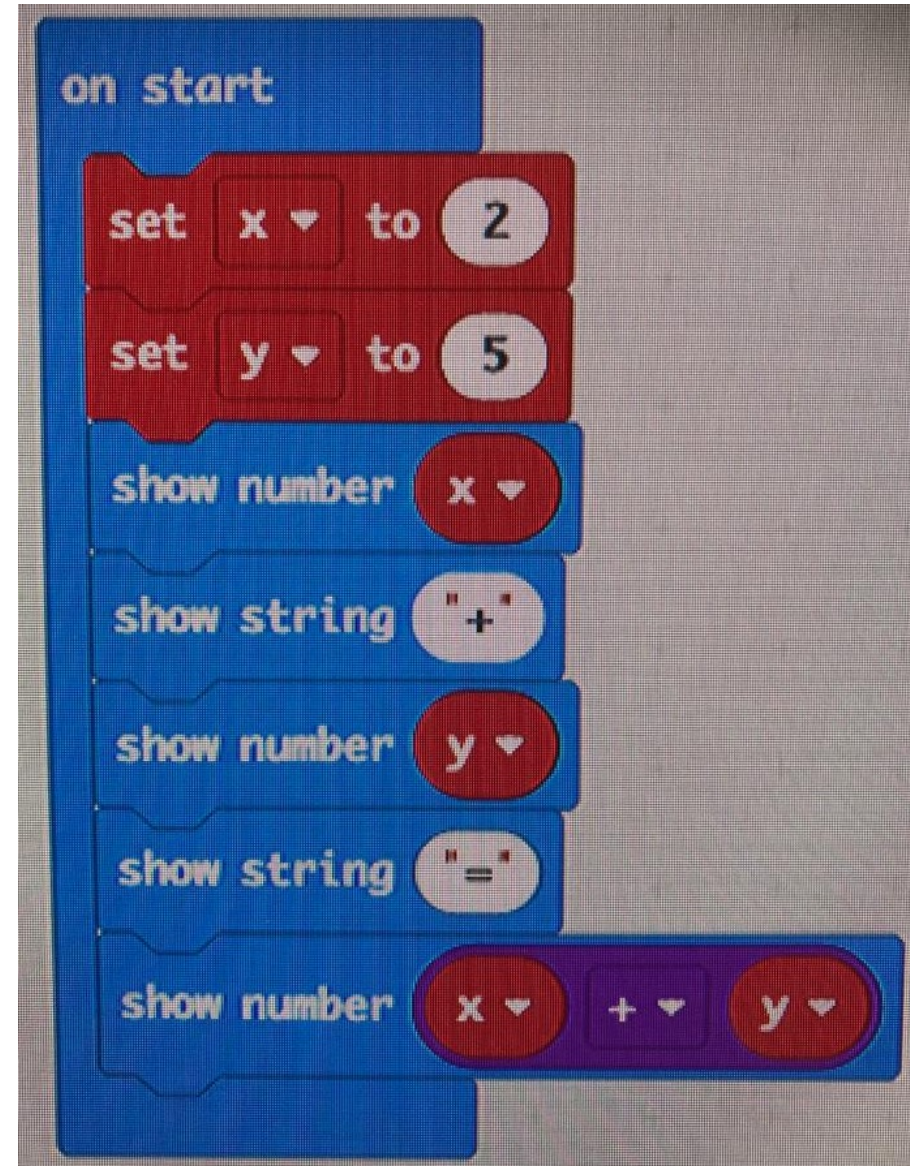 on start
set x to 2
set y to 5
show number x
show string "+"
show number y
show string "="
show number x + y